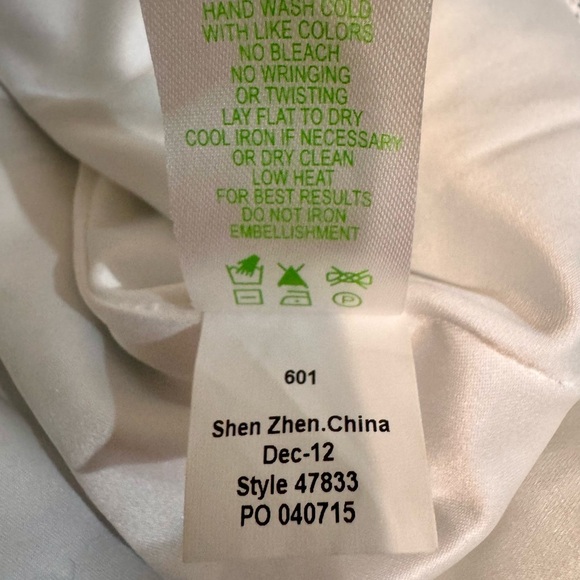 HAND WASH COLD
WITH LIKE COLORS
NO BLEACH
NO WRINGING
OR TWISTING
LAY FLAT TO DRY
COOL IRON IF NECESSARY
OR DRY CLEAN
LOW HEAT
FOR BEST RESULTS
DO NOT IRON
EMBELLISHMENT
P
601
Shen Zhen.China
Dec-12
Style 47833
PO 040715